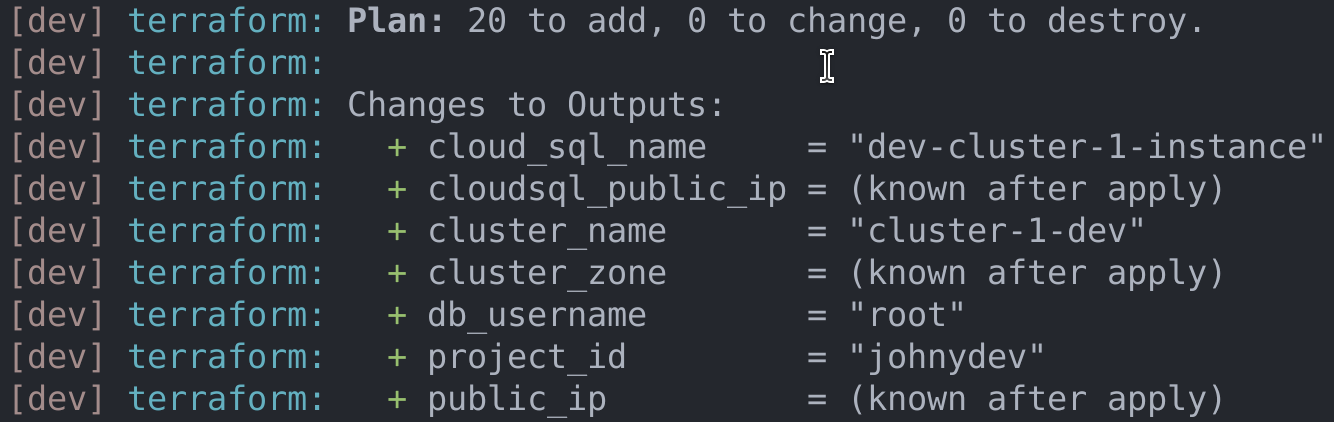 [dev] terraform: Plan: 20 to add, 0 to change, 0 to destroy.
[dev] terraform:
[dev] terraform: Changes to Outputs:
[dev] terraform:   + cloud_sql_name     = "dev-cluster-1-instance"
[dev] terraform:   + cloudsql_public_ip = (known after apply)
[dev] terraform:   + cluster_name       = "cluster-1-dev"
[dev] terraform:   + cluster_zone       = (known after apply)
[dev] terraform:   + db_username        = "root"
[dev] terraform:   + project_id         = "johnydev"
[dev] terraform:   + public_ip          = (known after apply)